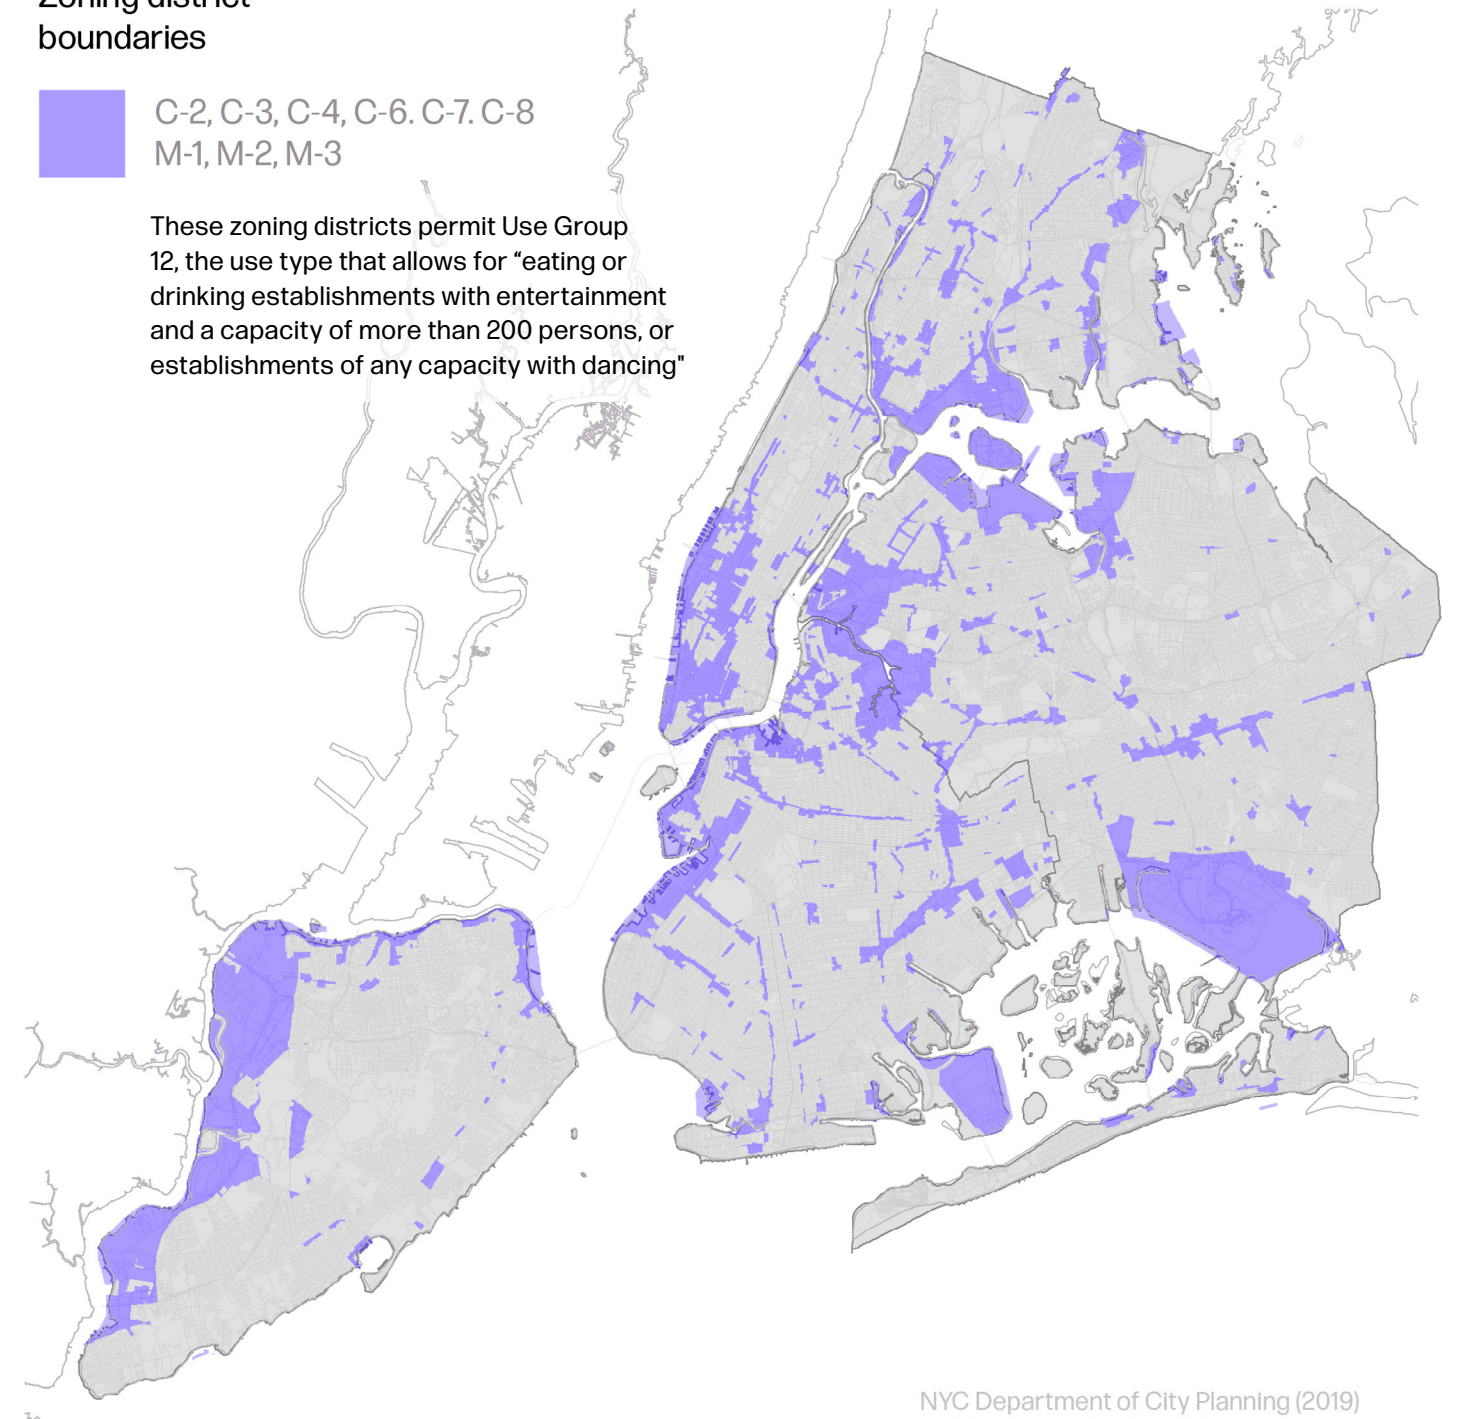 Zoning district
boundaries
C-2, C-3, C-4, C-6. C-7. C-8
M-1, M-2, M-3
These zoning districts permit Use Group
12, the use type that allows for “eating or
drinking establishments with entertainment
and a capacity of more than 200 persons, or
establishments of any capacity with dancing"
NYC Department of City Planning (2019)